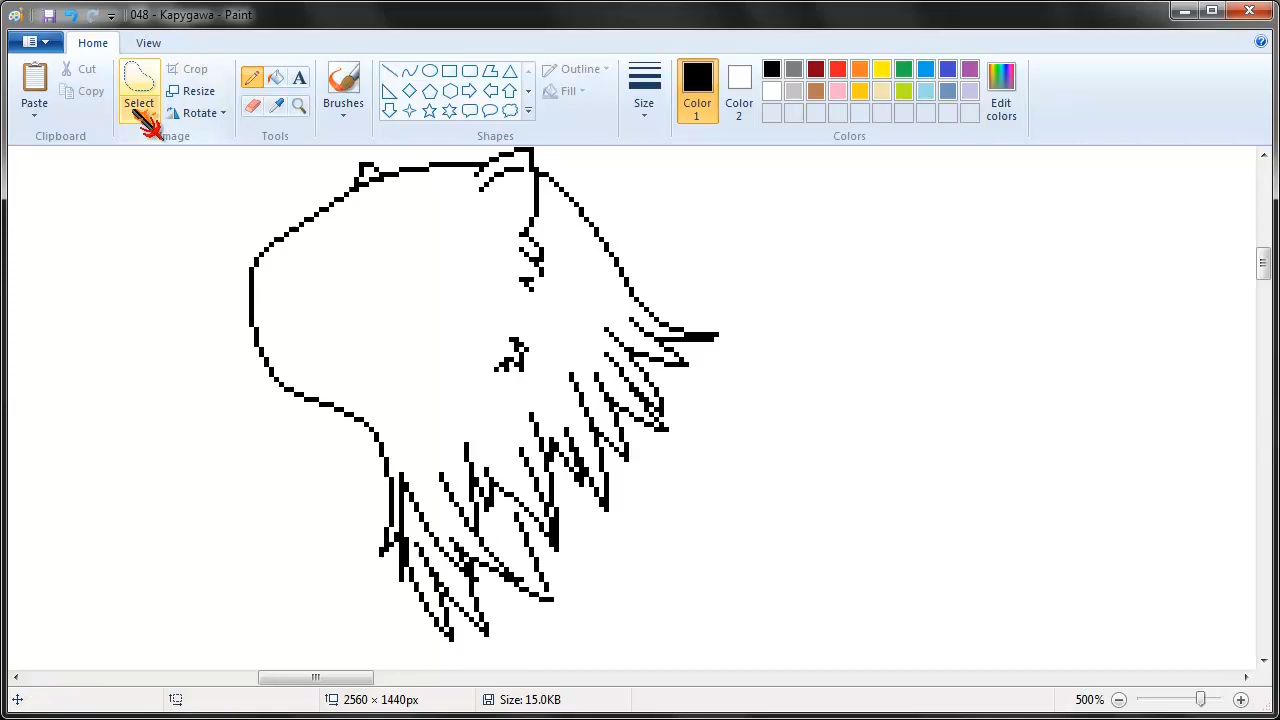 048 - Kapygawa - Paint
Home View
Paste
Cut
Copy
Clipboard
Select
Crop
Resize
Rotate
Image
A
Tools
Brushes
Outline
Fill
Shapes
Size
Color 1
Color 2
Edit colors
Colors
2560 × 1440px
Size: 15.0KB
500%